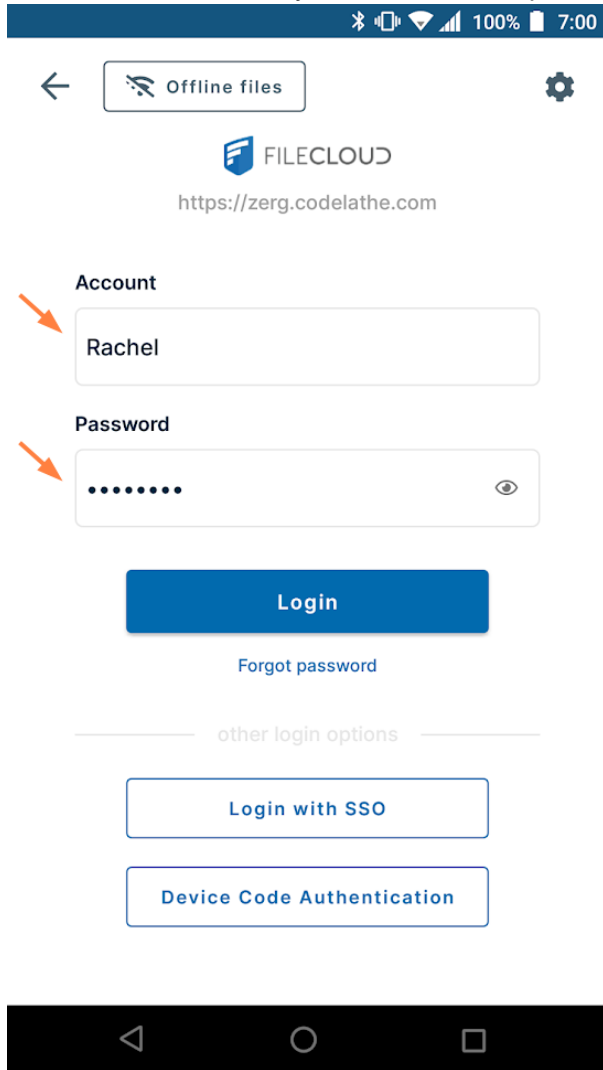 100% 7:00
Offline files
FILECLOUD
https://zerg.codelathe.com
Account
Rachel
Password
••••••••
Login
Forgot password
other login options
Login with SSO
Device Code Authentication